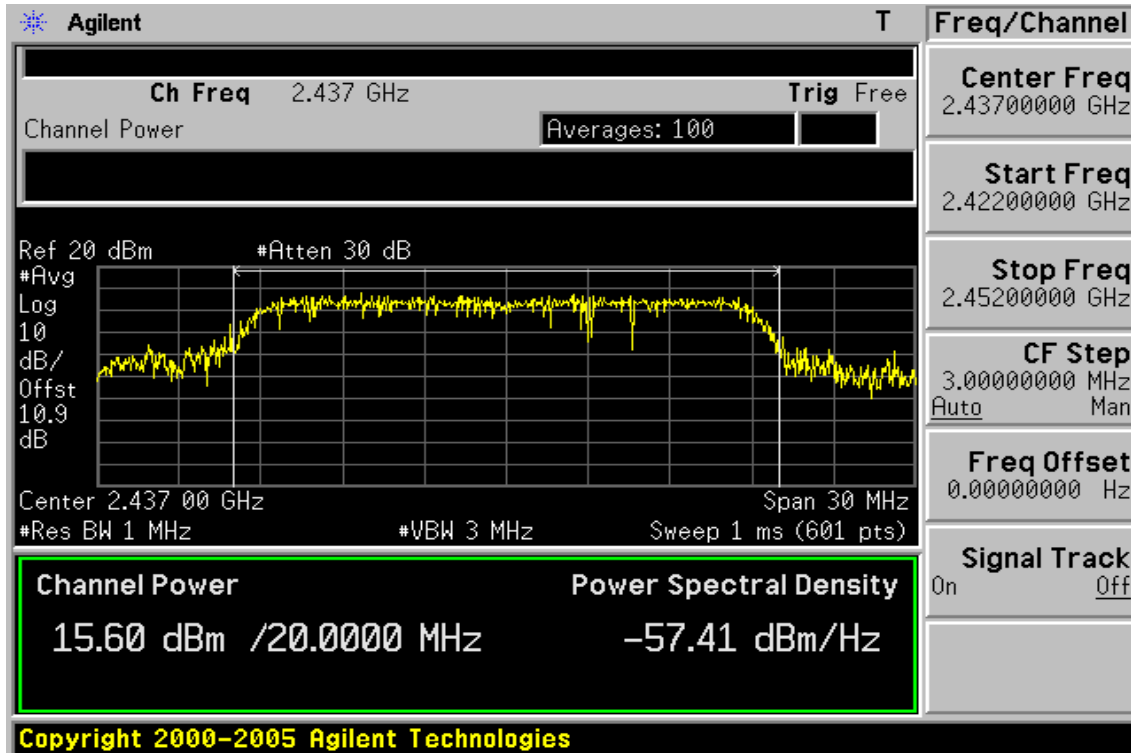 Agilent T
Ch Freq 2.437 GHz Trig Free
Channel Power Averages: 100
Ref 20 dBm #Atten 30 dB
#Avg
Log
10
dB/
Offst
10.9
dB
Center 2.437 00 GHz Span 30 MHz
#Res BW 1 MHz #VBW 3 MHz Sweep 1 ms (601 pts)
Channel Power Power Spectral Density
15.60 dBm /20.0000 MHz -57.41 dBm/Hz
Copyright 2000-2005 Agilent Technologies
Freq/Channel
Center Freq
2.43700000 GHz
Start Freq
2.42200000 GHz
Stop Freq
2.45200000 GHz
CF Step
3.00000000 MHz
Auto Man
Freq Offset
0.00000000 Hz
Signal Track
On Off